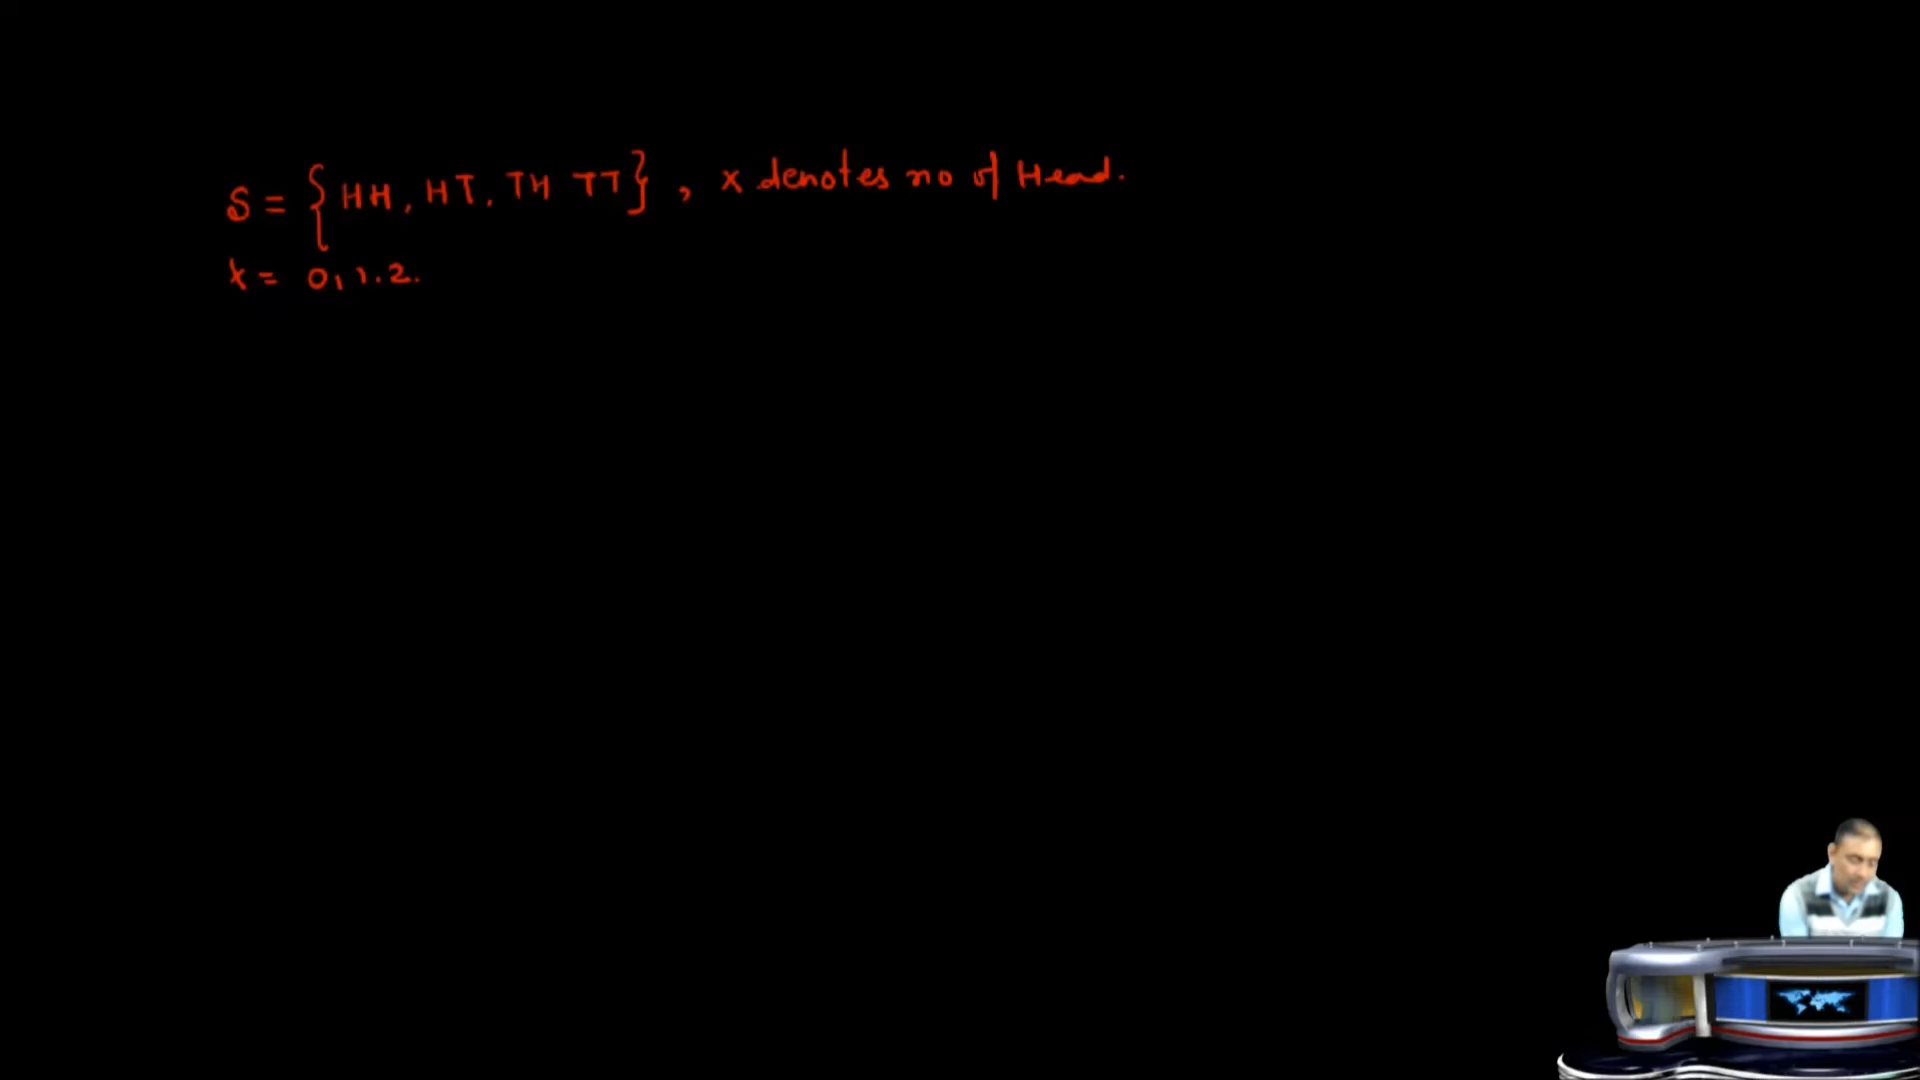 S = {HH, HT, TH TT} , x denotes no of Head.
x = 0, 1. 2.